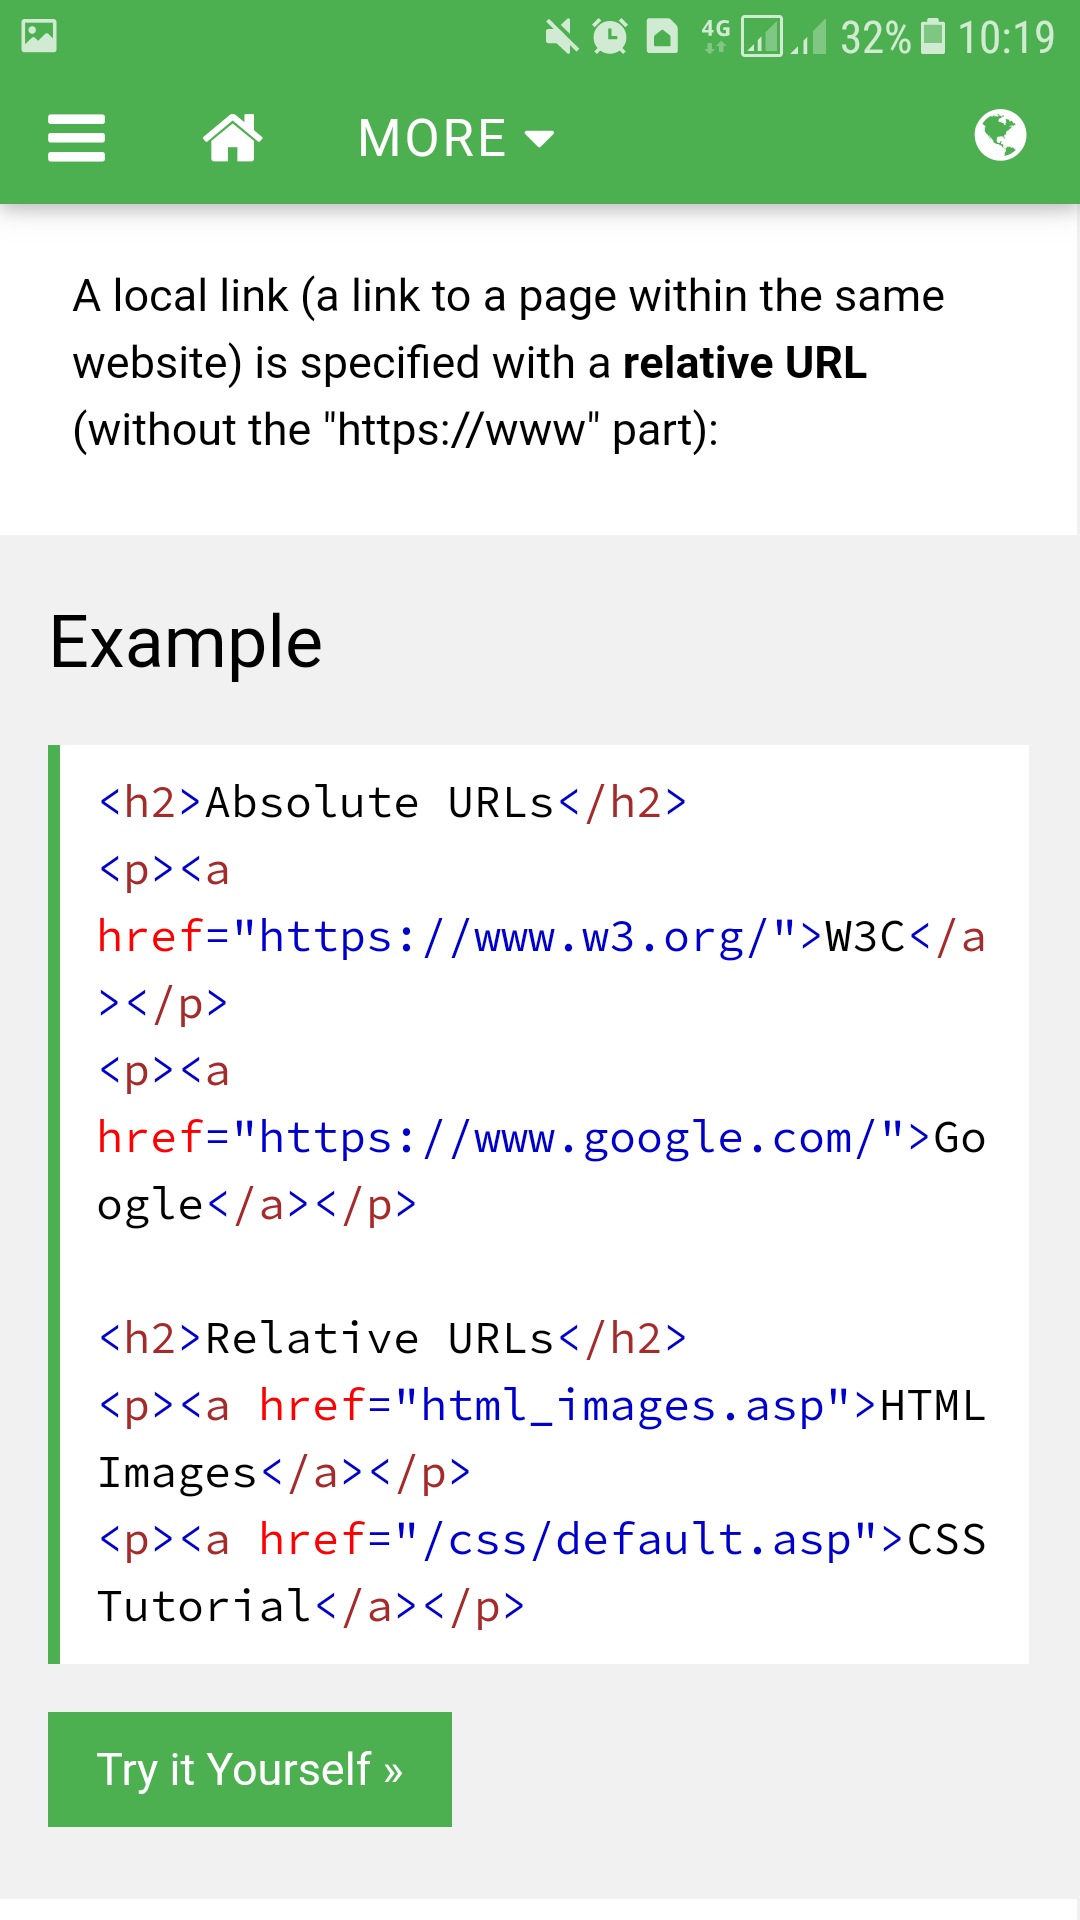 4G 32% 10:19
MORE
A local link (a link to a page within the same
website) is specified with a relative URL
(without the "https://www" part):
Example
<h2>Absolute URLs</h2>
<p><a
href="https://www.w3.org/">W3C</a
></p>
<p><a
href="https://www.google.com/">Go
ogle</a></p>
<h2>Relative URLs</h2>
<p><a href="html_images.asp">HTML
Images</a></p>
<p><a href="/css/default.asp">CSS
Tutorial</a></p>
Try it Yourself »